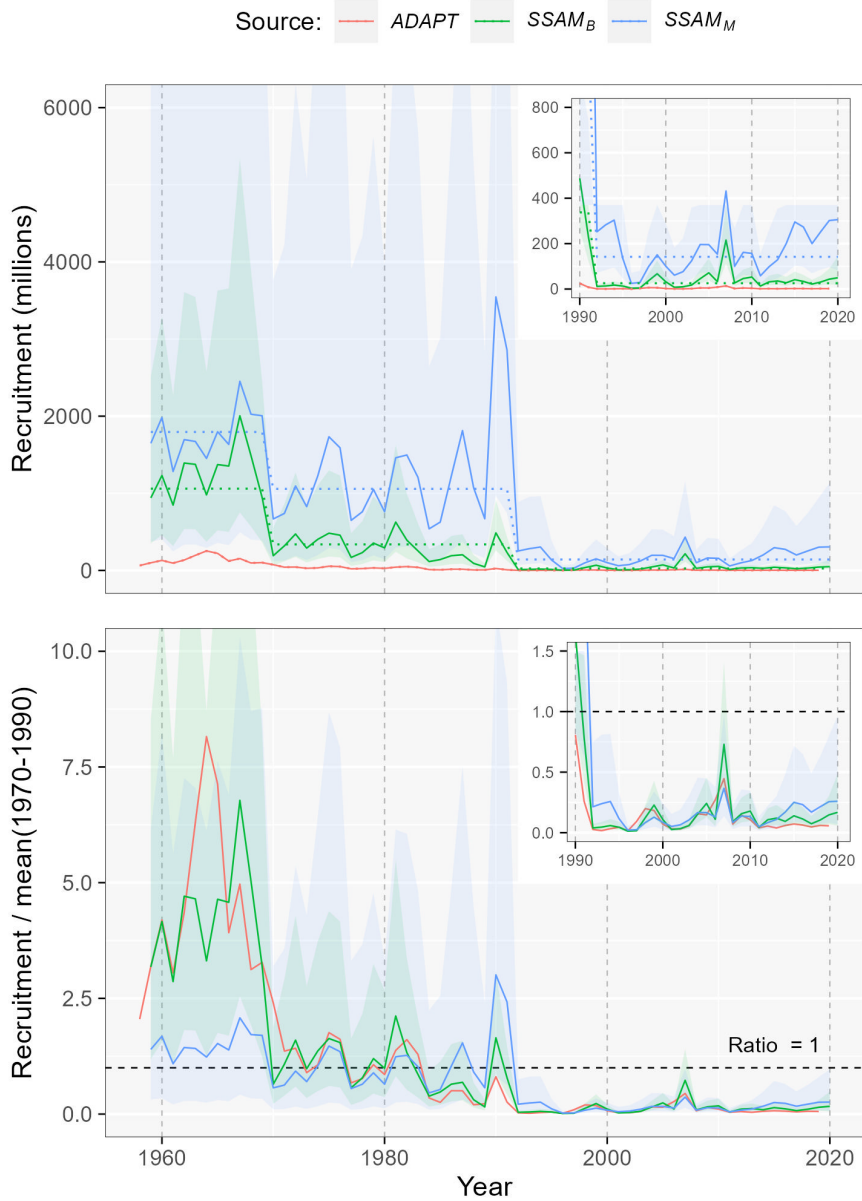 Source: ADAPT SSAM_B SSAM_M
Recruitment (millions)
6000
4000
2000
0
800
600
400
200
0
1990 2000 2010 2020
Recruitment / mean(1970-1990)
10.0
7.5
5.0
2.5
0.0
1.5
1.0
0.5
0.0
1990 2000 2010 2020
Ratio = 1
1960 1980 2000 2020
Year